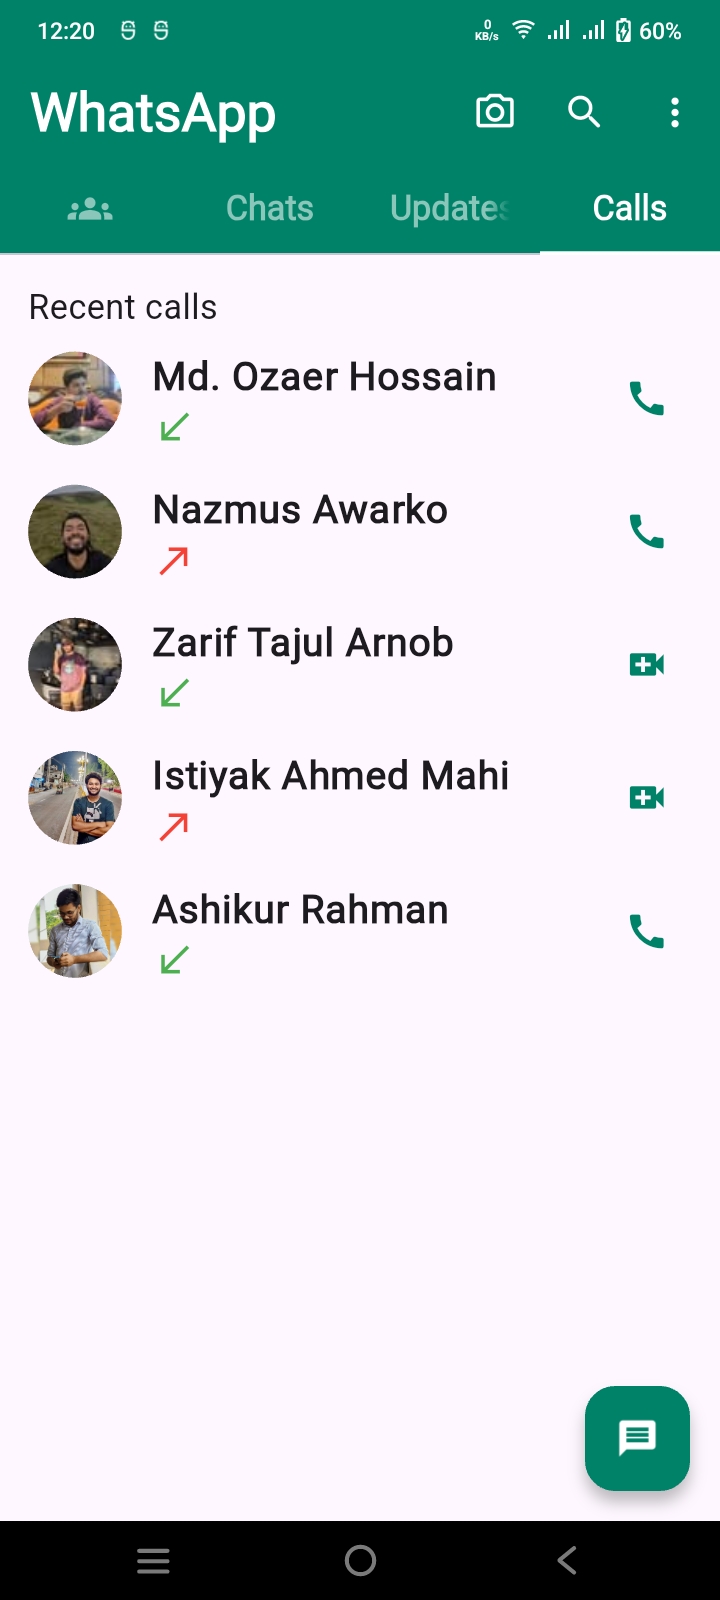 12:20 0 KB/s 60%
WhatsApp
Chats Updates Calls
Recent calls
Md. Ozaer Hossain
Nazmus Awarko
Zarif Tajul Arnob
Istiyak Ahmed Mahi
Ashikur Rahman